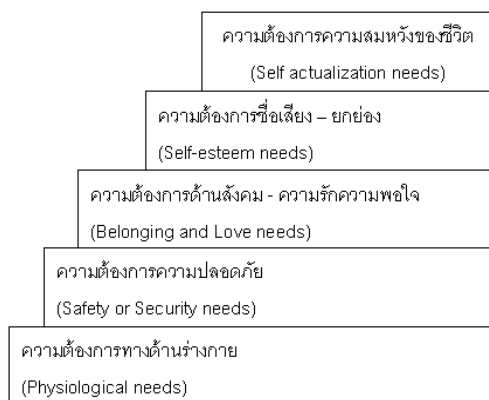 ความต้องการความสมหวังของชีวิต
(Self actualization needs)
ความต้องการชื่อเสียง – ยกย่อง
(Self-esteem needs)
ความต้องการด้านสังคม - ความรักความพอใจ
(Belonging and Love needs)
ความต้องการความปลอดภัย
(Safety or Security needs)
ความต้องการทางด้านร่างกาย
(Physiological needs)